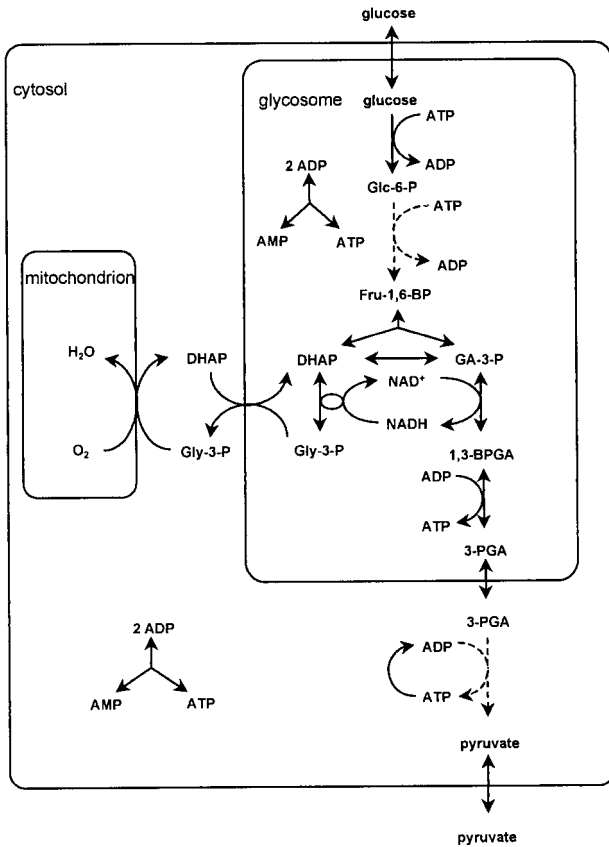 glucose
cytosol
glycosome
glucose
ATP
ADP
2 ADP
Glc-6-P
AMP
ATP
ATP
ADP
mitochondrion
Fru-1,6-BP
H₂O
DHAP
DHAP
GA-3-P
NAD⁺
NADH
O₂
Gly-3-P
Gly-3-P
1,3-BPGA
ADP
ATP
3-PGA
3-PGA
2 ADP
ADP
AMP
ATP
ATP
pyruvate
pyruvate